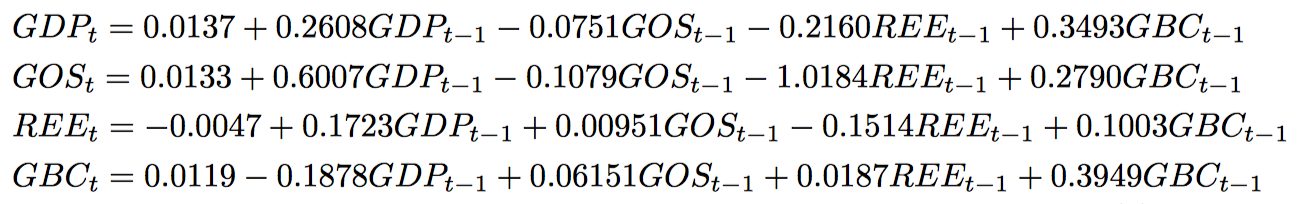 GDP_t = 0.0137 + 0.2608GDP_{t−1} − 0.0751GOS_{t−1} − 0.2160REE_{t−1} + 0.3493GBC_{t−1}
GOS_t = 0.0133 + 0.6007GDP_{t−1} − 0.1079GOS_{t−1} − 1.0184REE_{t−1} + 0.2790GBC_{t−1}
REE_t = −0.0047 + 0.1723GDP_{t−1} + 0.00951GOS_{t−1} − 0.1514REE_{t−1} + 0.1003GBC_{t−1}
GBC_t = 0.0119 − 0.1878GDP_{t−1} + 0.06151GOS_{t−1} + 0.0187REE_{t−1} + 0.3949GBC_{t−1}